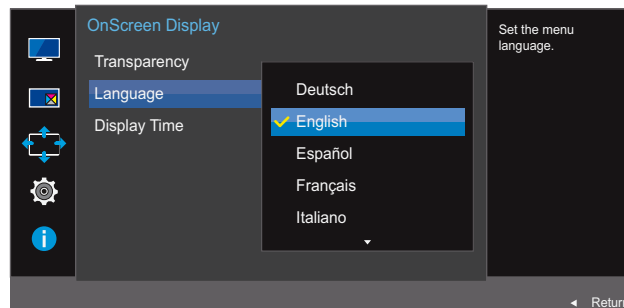 OnScreen Display
Transparency
Language
Display Time
Deutsch
English
Español
Français
Italiano
Set the menu
language.
Return